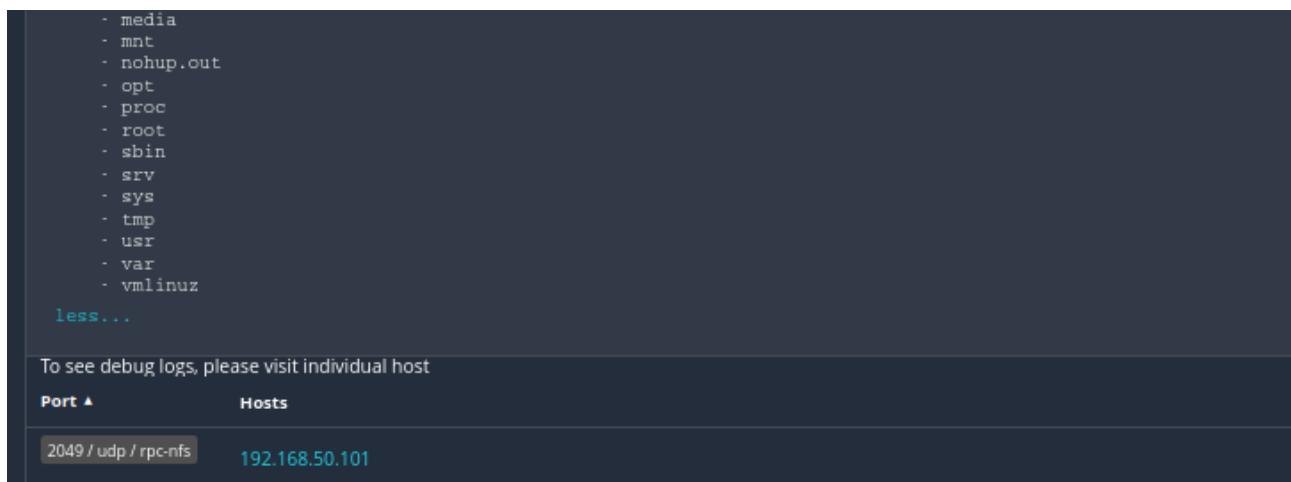 - media
- mnt
- nohup.out
- opt
- proc
- root
- sbin
- srv
- sys
- tmp
- usr
- var
- vmlinuz
less...
To see debug logs, please visit individual host
Port ▲ Hosts
2049 / udp / rpc-nfs 192.168.50.101